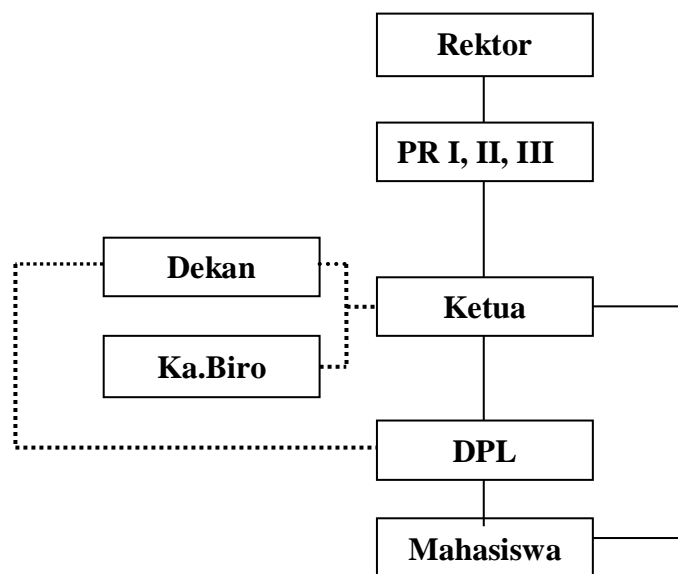 Rektor
PR I, II, III
Dekan
Ketua
Ka.Biro
DPL
Mahasiswa